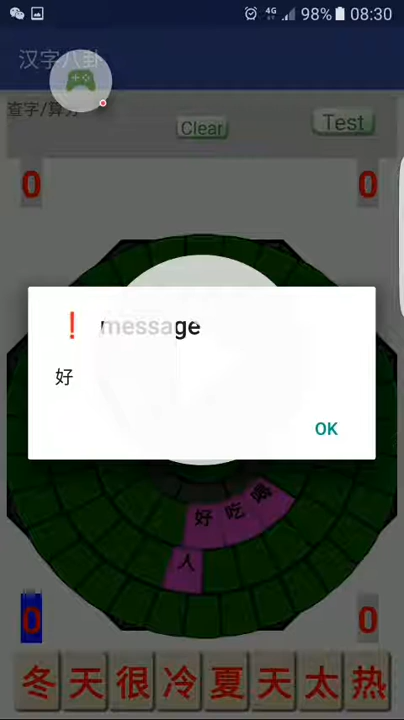 98% 08:30
4G
汉字八卦
查字/算分
Clear
Test
0
0
message
好
OK
好吃
人
0
0
冬天很冷夏天太热